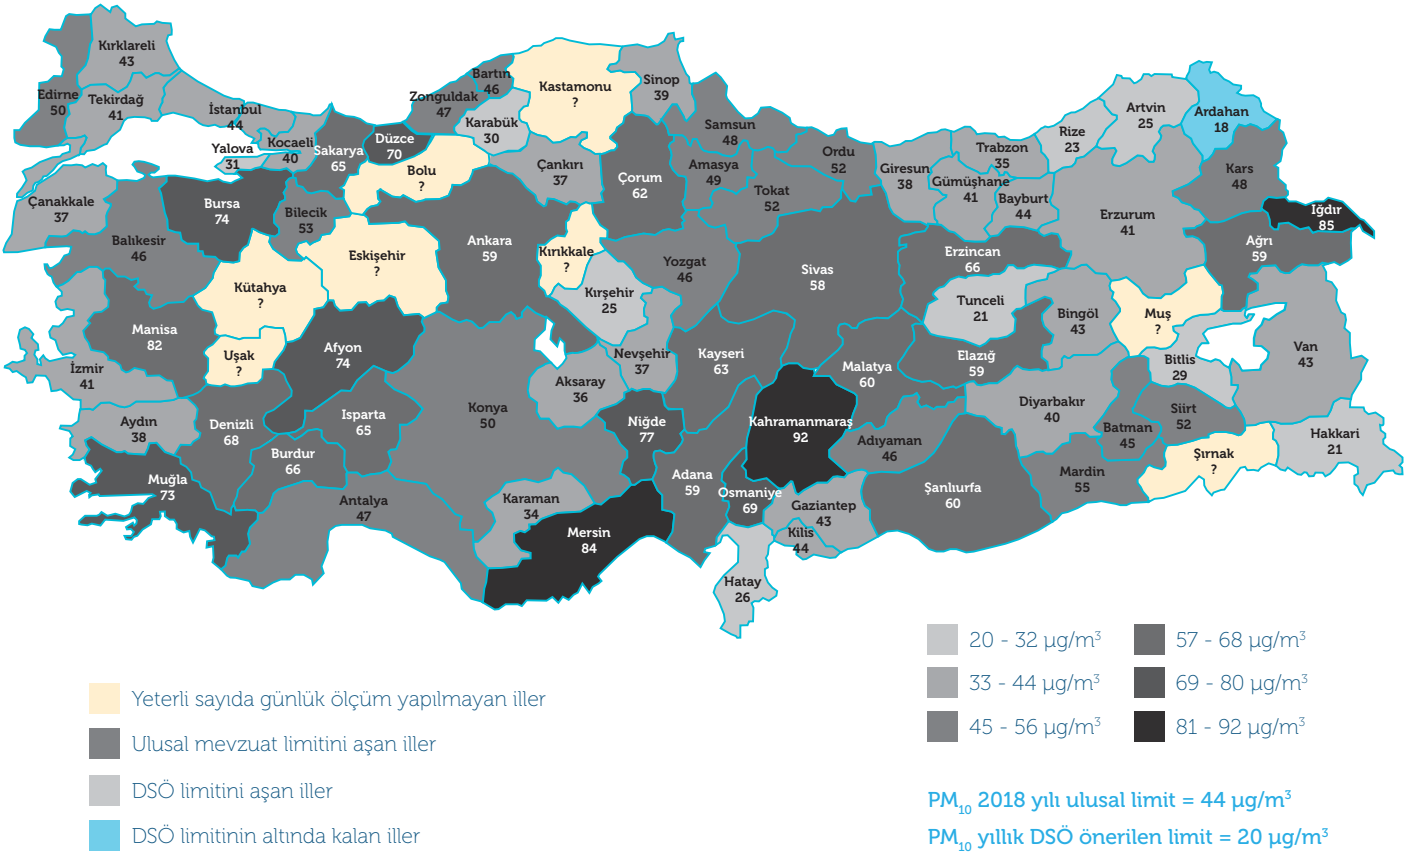 Kırklareli
43
Edirne
50
Tekirdağ
41
İstanbul
44
Kocaeli
40
Yalova
31
Sakarya
65
Düzce
70
Zonguldak
47
Bartın
46
Karabük
30
Kastamonu
?
Sinop
39
Bolu
?
Çankırı
37
Çorum
62
Samsun
48
Amasya
49
Tokat
52
Ordu
52
Giresun
38
Trabzon
35
Gümüşhane
41
Bayburt
44
Rize
23
Artvin
25
Ardahan
18
Kars
48
Iğdır
85
Ağrı
59
Erzurum
41
Erzincan
66
Çanakkale
37
Balıkesir
46
Bursa
74
Bilecik
53
Kütahya
?
Eskişehir
?
Ankara
59
Kırıkkale
?
Kırşehir
25
Yozgat
46
Sivas
58
Tunceli
21
Bingöl
43
Muş
?
Bitlis
29
Van
43
Manisa
82
İzmir
41
Uşak
?
Afyon
74
Konya
50
Aksaray
36
Nevşehir
37
Kayseri
63
Malatya
60
Elazığ
59
Diyarbakır
40
Batman
45
Siirt
52
Şırnak
?
Hakkari
21
Aydın
38
Denizli
68
Isparta
65
Burdur
66
Muğla
73
Antalya
47
Karaman
34
Mersin
84
Niğde
77
Adana
59
Osmaniye
69
Kahramanmaraş
92
Adıyaman
46
Gaziantep
43
Kilis
44
Hatay
26
Şanlıurfa
60
Mardin
55
Yeterli sayıda günlük ölçüm yapılmayan iller
Ulusal mevzuat limitini aşan iller
DSÖ limitini aşan iller
DSÖ limitinin altında kalan iller
20 - 32 µg/m³
33 - 44 µg/m³
45 - 56 µg/m³
57 - 68 µg/m³
69 - 80 µg/m³
81 - 92 µg/m³
PM₁₀ 2018 yılı ulusal limit = 44 µg/m³
PM₁₀ yıllık DSÖ önerilen limit = 20 µg/m³